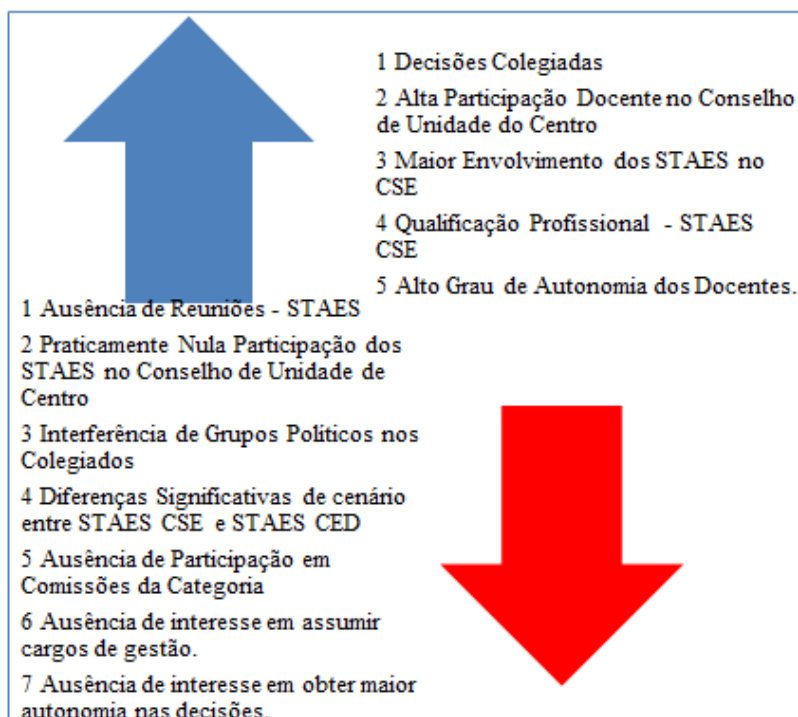 1 Decisões Colegiadas
2 Alta Participação Docente no Conselho
de Unidade do Centro
3 Maior Envolvimento dos STAES no
CSE
4 Qualificação Profissional - STAES
CSE
5 Alto Grau de Autonomia dos Docentes.
1 Ausência de Reuniões - STAES
2 Praticamente Nula Participação dos
STAES no Conselho de Unidade de
Centro
3 Interferência de Grupos Políticos nos
Colegiados
4 Diferenças Significativas de cenário
entre STAES CSE e STAES CED
5 Ausência de Participação em
Comissões da Categoria
6 Ausência de interesse em assumir
cargos de gestão.
7 Ausência de interesse em obter maior
autonomia nas decisões.